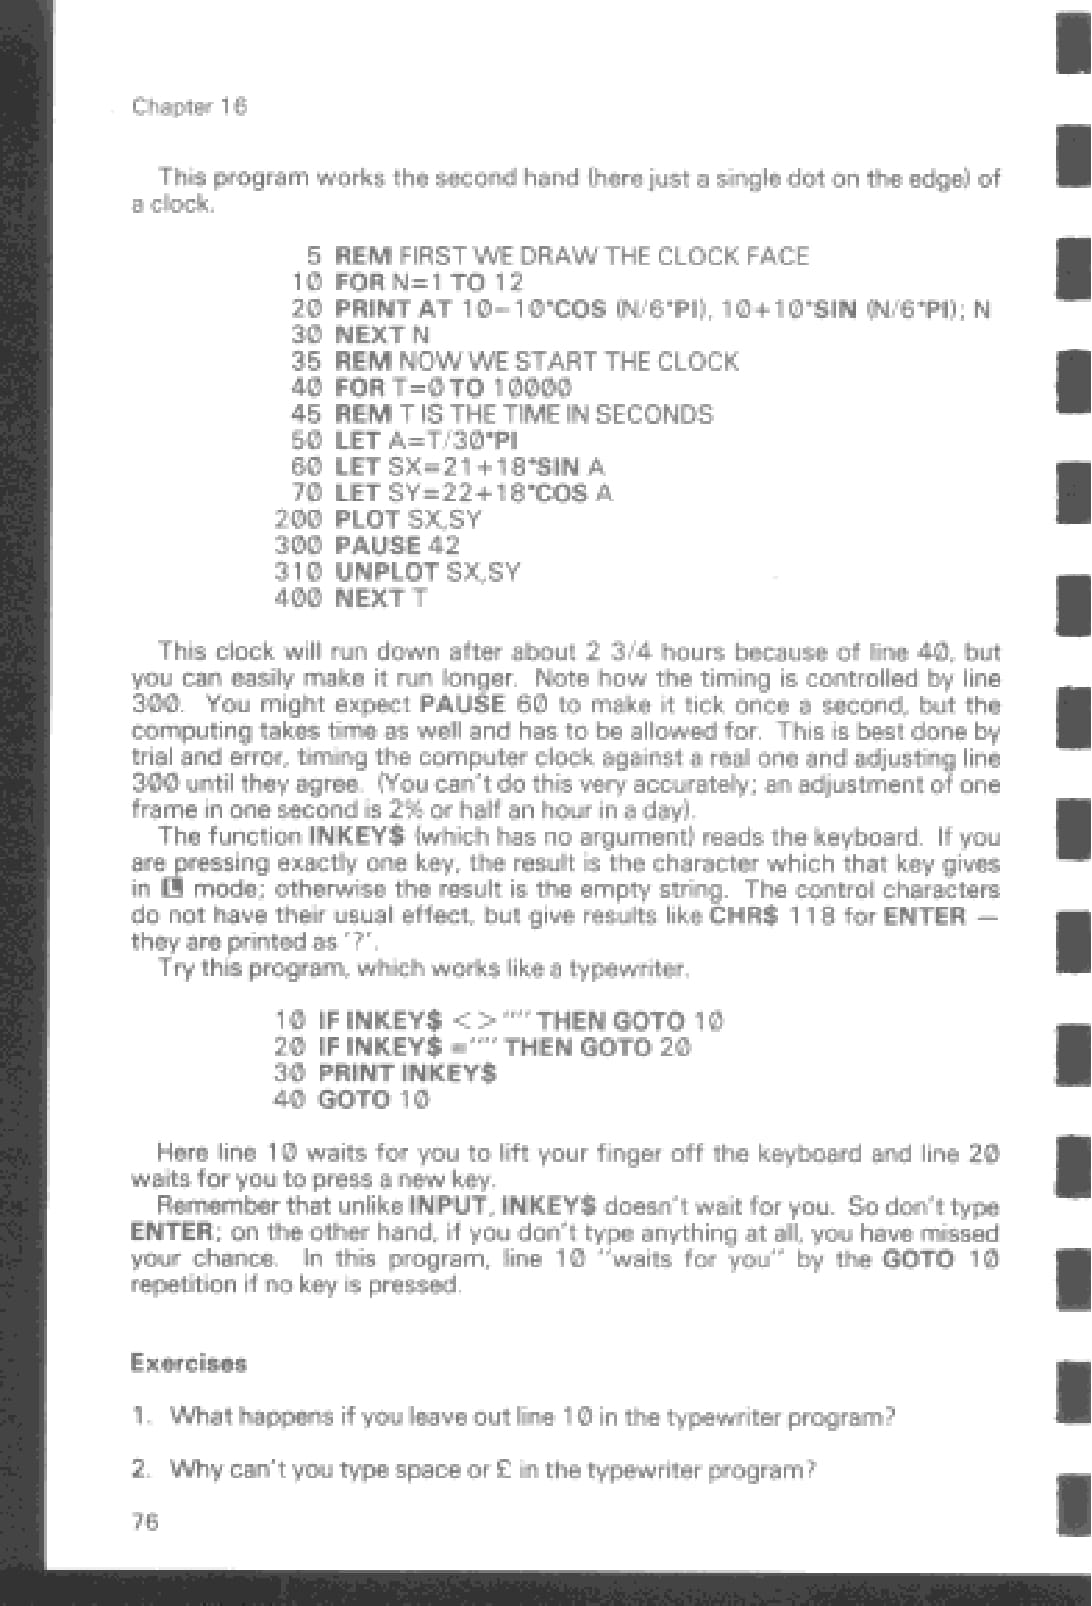 Chapter 16
This program works the second hand (here just a single dot on the edge) of
a clock.
5 REM FIRST WE DRAW THE CLOCK FACE
10 FOR N=1 TO 12
20 PRINT AT 10-10*COS (N/6*PI), 10+10*SIN (N/6*PI); N
30 NEXT N
35 REM NOW WE START THE CLOCK
40 FOR T=0 TO 10000
45 REM T IS THE TIME IN SECONDS
50 LET A=T/30*PI
60 LET SX=21+18*SIN A
70 LET SY=22+18*COS A
200 PLOT SX,SY
300 PAUSE 42
310 UNPLOT SX,SY
400 NEXT T
This clock will run down after about 2 3/4 hours because of line 40, but
you can easily make it run longer. Note how the timing is controlled by line
300. You might expect PAUSE 60 to make it tick once a second, but the
computing takes time as well and has to be allowed for. This is best done by
trial and error, timing the computer clock against a real one and adjusting line
300 until they agree. (You can't do this very accurately; an adjustment of one
frame in one second is 2% or half an hour in a day).
The function INKEY$ (which has no argument) reads the keyboard. If you
are pressing exactly one key, the result is the character which that key gives
in L mode; otherwise the result is the empty string. The control characters
do not have their usual effect, but give results like CHR$ 118 for ENTER —
they are printed as '?'.
Try this program, which works like a typewriter.
10 IF INKEY$ <> "" THEN GOTO 10
20 IF INKEY$ ="" THEN GOTO 20
30 PRINT INKEY$
40 GOTO 10
Here line 10 waits for you to lift your finger off the keyboard and line 20
waits for you to press a new key.
Remember that unlike INPUT, INKEY$ doesn't wait for you. So don't type
ENTER; on the other hand, if you don't type anything at all, you have missed
your chance. In this program, line 10 "waits for you" by the GOTO 10
repetition if no key is pressed.
Exercises
1. What happens if you leave out line 10 in the typewriter program?
2. Why can't you type space or £ in the typewriter program?
76